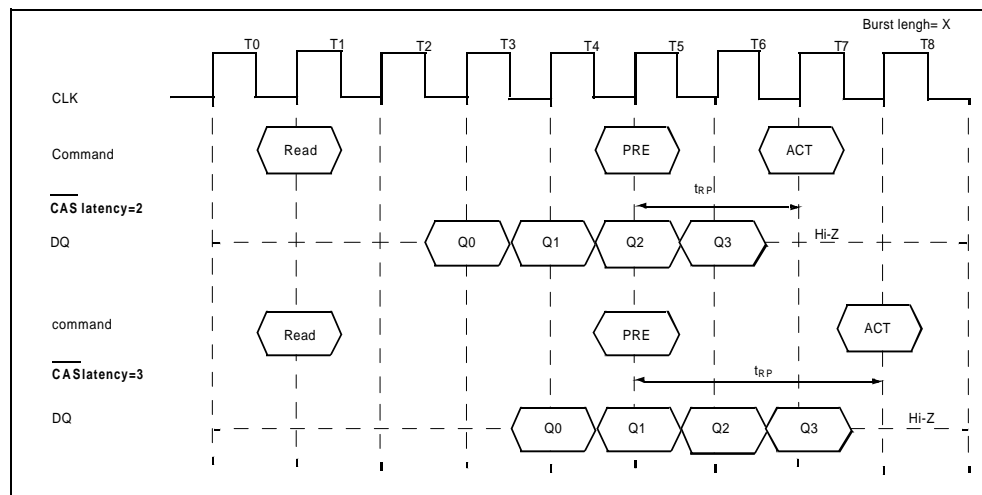 Burst lengh= X
T0 T1 T2 T3 T4 T5 T6 T7 T8
CLK
Command Read PRE ACT
tRP
CAS latency=2
DQ Q0 Q1 Q2 Q3 Hi-Z
command Read PRE ACT
CAS latency=3
tRP
DQ Q0 Q1 Q2 Q3 Hi-Z